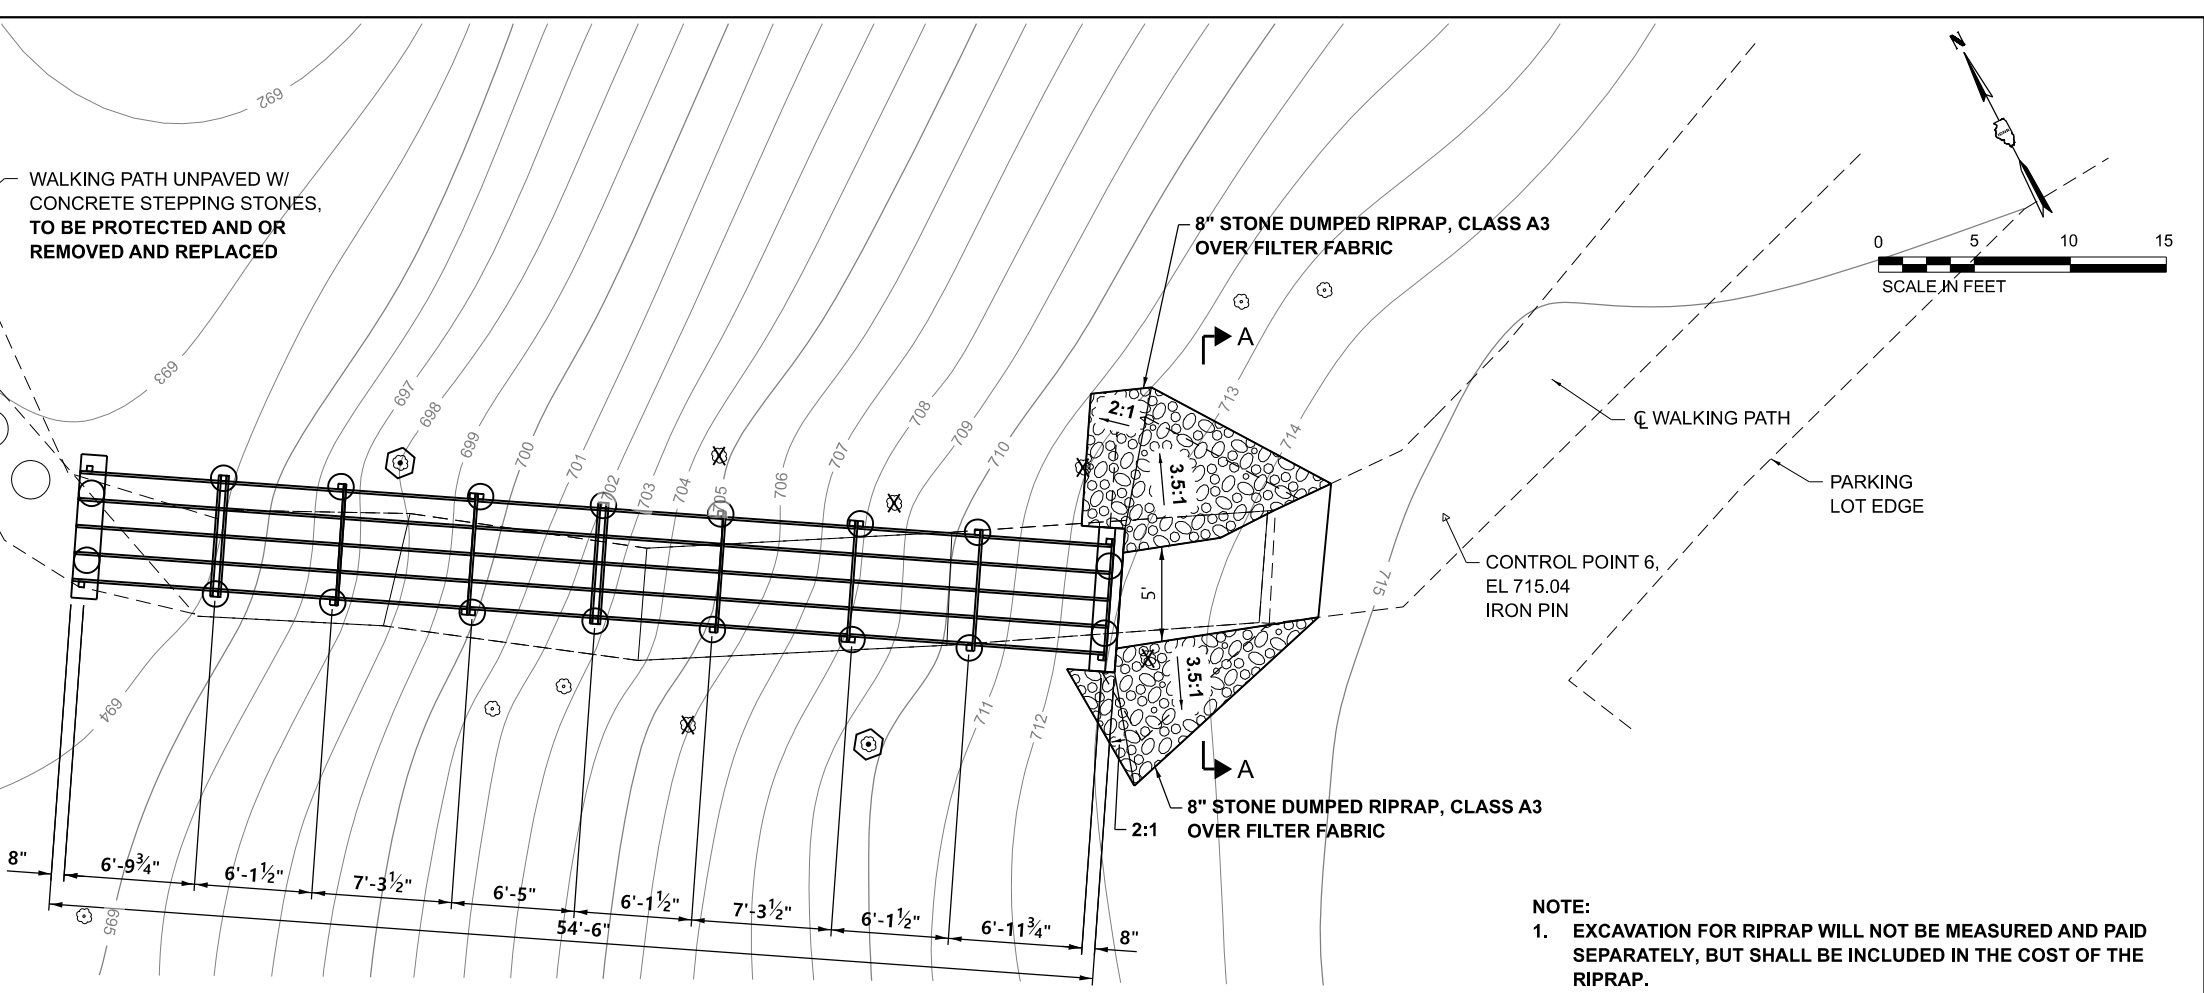 692
N
WALKING PATH UNPAVED W/
CONCRETE STEPPING STONES,
TO BE PROTECTED AND OR
REMOVED AND REPLACED
8" STONE DUMPED RIPRAP, CLASS A3
OVER FILTER FABRIC
0 5 10 15
SCALE IN FEET
A
693
697
698
699
700
701
702
703
704
705
706
707
708
709
710
713
714
2:1
3.5:1
℄ WALKING PATH
PARKING
LOT EDGE
CONTROL POINT 6,
EL 715.04
IRON PIN
715
5'
3.5:1
694
711
712
A
8" STONE DUMPED RIPRAP, CLASS A3
OVER FILTER FABRIC
2:1
695
8"
6'-9¾"
6'-1½"
7'-3½"
6'-5"
6'-1½"
7'-3½"
6'-1½"
6'-11¾"
8"
54'-6"
NOTE:
1. EXCAVATION FOR RIPRAP WILL NOT BE MEASURED AND PAID
SEPARATELY, BUT SHALL BE INCLUDED IN THE COST OF THE
RIPRAP.